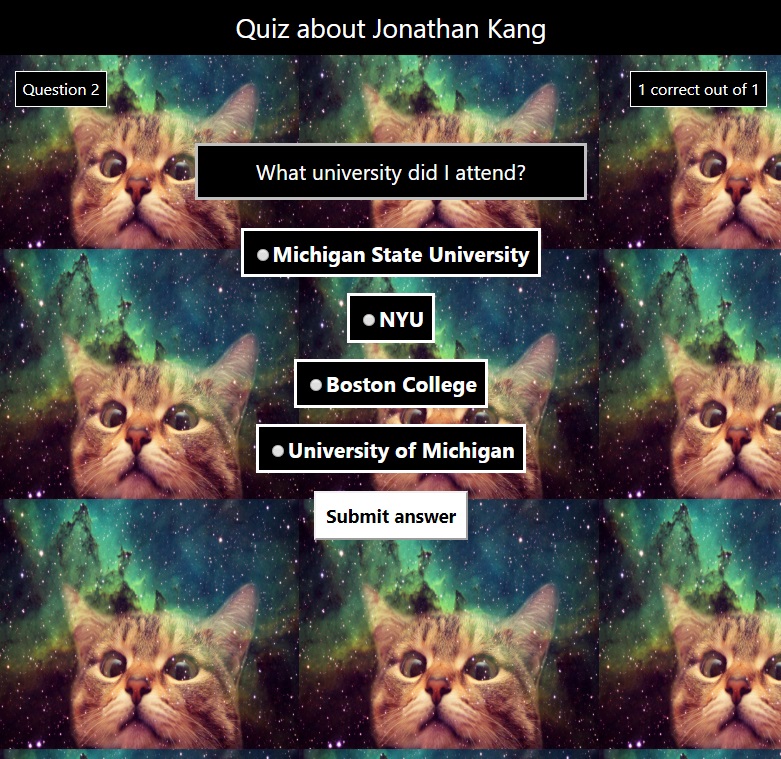 Quiz about Jonathan Kang
Question 2
1 correct out of 1
What university did I attend?
Michigan State University
NYU
Boston College
University of Michigan
Submit answer